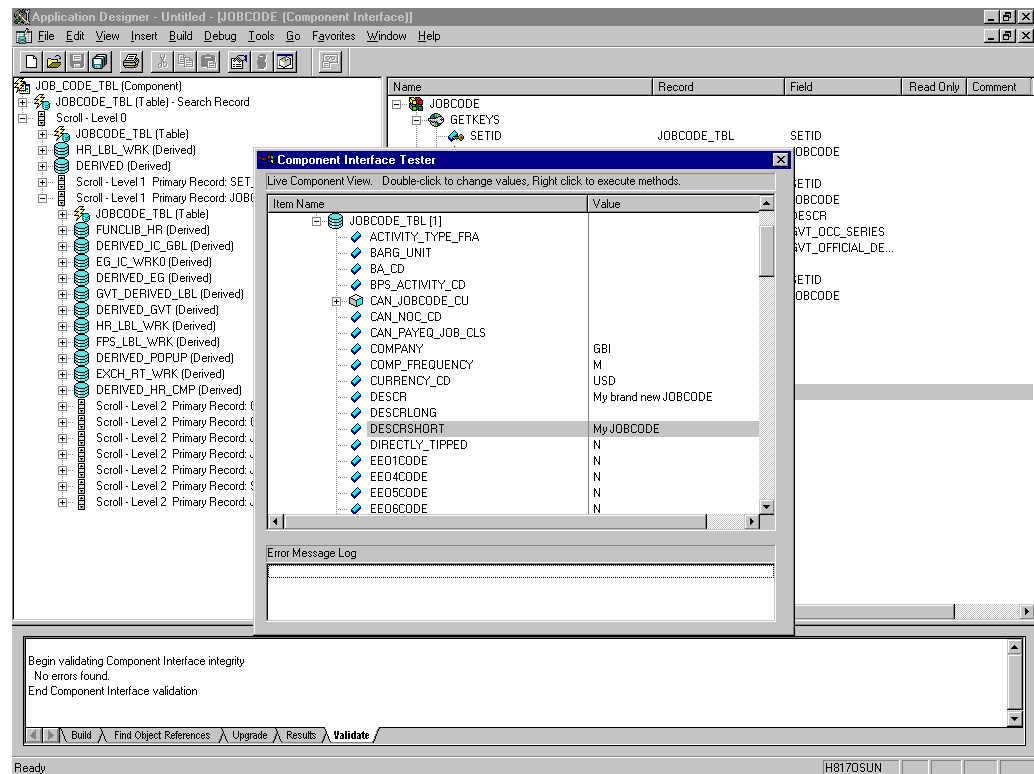 Application Designer - Untitled - [JOBCODE (Component Interface)]
File Edit View Insert Build Debug Tools Go Favorites Window Help
JOB_CODE_TBL (Component)
JOBCODE_TBL (Table) - Search Record
Scroll - Level 0
JOBCODE_TBL (Table)
HR_LBL_WRK (Derived)
DERIVED (Derived)
Scroll - Level 1 Primary Record: SET_
Scroll - Level 1 Primary Record: JOBC
JOBCODE_TBL (Table)
FUNCLIB_HR (Derived)
DERIVED_IC_GBL (Derived)
EG_IC_WRK0 (Derived)
DERIVED_EG (Derived)
GVT_DERIVED_LBL (Derived)
DERIVED_GVT (Derived)
HR_LBL_WRK (Derived)
FPS_LBL_WRK (Derived)
DERIVED_POPUP (Derived)
EXCH_RT_WRK (Derived)
DERIVED_HR_CMP (Derived)
Scroll - Level 2 Primary Record:
Scroll - Level 2 Primary Record:
Scroll - Level 2 Primary Record:
Scroll - Level 2 Primary Record:
Scroll - Level 2 Primary Record:
Scroll - Level 2 Primary Record:
Scroll - Level 2 Primary Record:
Name Record Field Read Only Comment
JOBCODE
GETKEYS
SETID JOBCODE_TBL SETID
JOBCODE
SETID
JOBCODE
DESCR
GVT_OCC_SERIES
GVT_OFFICIAL_DE...
SETID
JOBCODE
Component Interface Tester
Live Component View. Double-click to change values, Right click to execute methods.
Item Name Value
JOBCODE_TBL [1]
ACTIVITY_TYPE_FRA
BARG_UNIT
BA_CD
BPS_ACTIVITY_CD
CAN_JOBCODE_CU
CAN_NOC_CD
CAN_PAYEQ_JOB_CLS
COMPANY GBI
COMP_FREQUENCY M
CURRENCY_CD USD
DESCR My brand new JOBCODE
DESCRLONG
DESCRSHORT My JOBCODE
DIRECTLY_TIPPED N
EEO1CODE N
EEO4CODE N
EEO5CODE N
EEO6CODE N
Error Message Log
Begin validating Component Interface integrity
No errors found.
End Component Interface validation
Build Find Object References Upgrade Results Validate
Ready H8170SUN